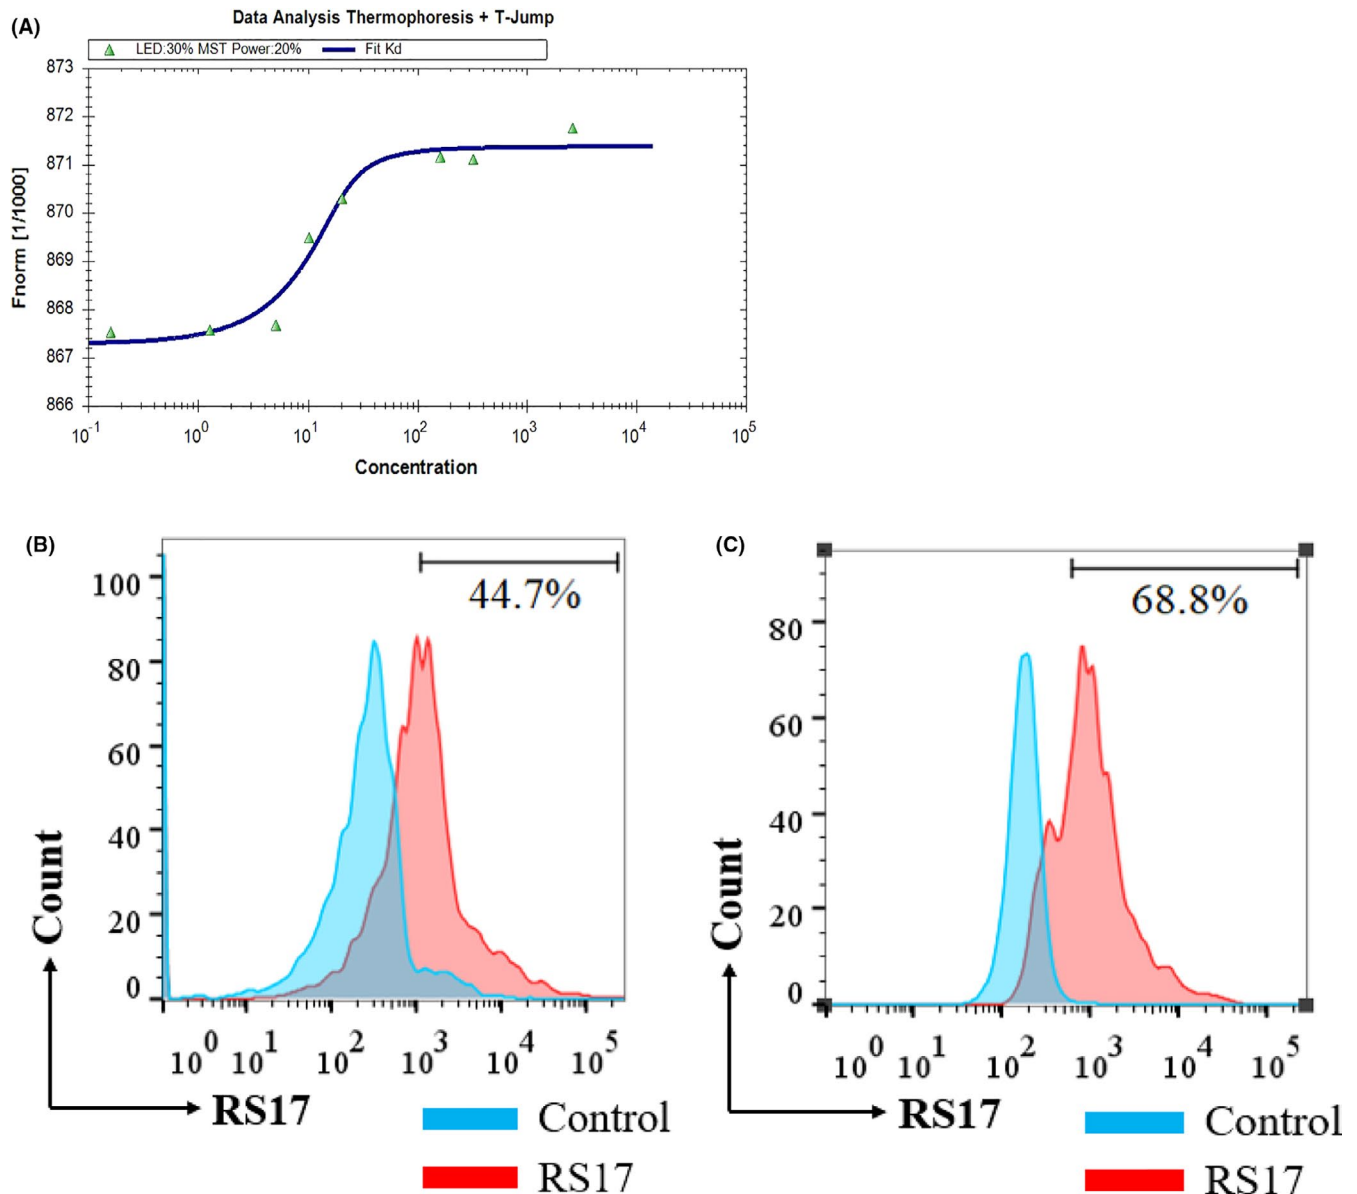 (A)
Data Analysis Thermophoresis + T-Jump
LED:30% MST Power:20% Fit Kd
873
872
871
870
869
868
867
866
Fnorm [1/1000]
10-1 100 101 102 103 104 105
Concentration
(B)
44.7%
100
80
60
40
20
0
Count
100 101 102 103 104 105
RS17
Control
RS17
(C)
68.8%
80
60
40
20
0
Count
100 101 102 103 104 105
RS17
Control
RS17